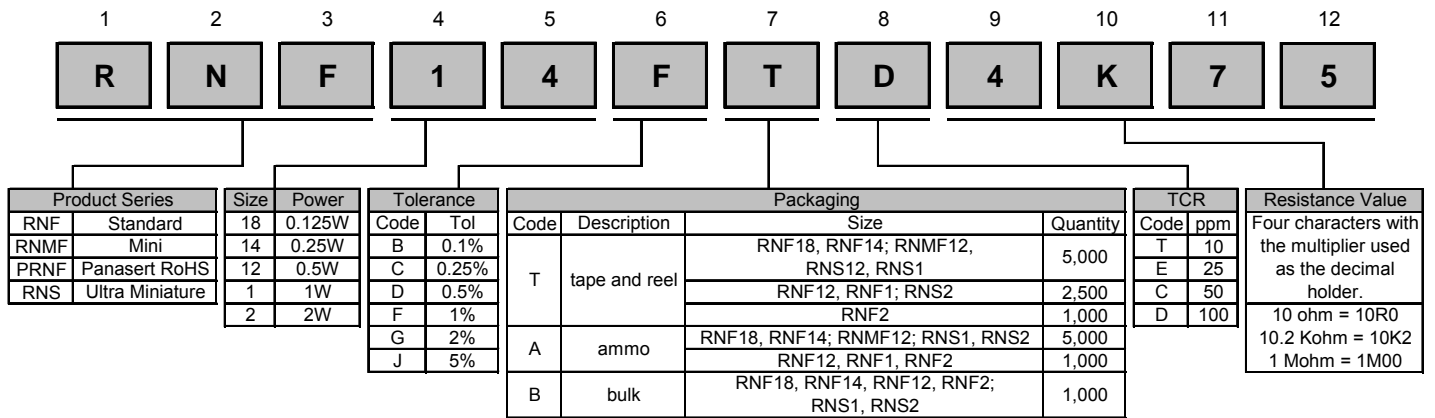 1 2 3 4 5 6 7 8 9 10 11 12
R N F 1 4 F T D 4 K 7 5
Product Series
RNF Standard
RNMF Mini
PRNF Panasert RoHS
RNS Ultra Miniature
Size Power
18 0.125W
14 0.25W
12 0.5W
1 1W
2 2W
Tolerance
Code Tol
B 0.1%
C 0.25%
D 0.5%
F 1%
G 2%
J 5%
Packaging
Code Description Size Quantity
T tape and reel
RNF18, RNF14; RNMF12,
RNS12, RNS1
5,000
RNF12, RNF1; RNS2 2,500
RNF2 1,000
A ammo
RNF18, RNF14; RNMF12; RNS1, RNS2 5,000
RNF12, RNF1, RNF2 1,000
B bulk
RNF18, RNF14, RNF12, RNF2;
RNS1, RNS2
1,000
TCR
Code ppm
T 10
E 25
C 50
D 100
Resistance Value
Four characters with
the multiplier used
as the decimal
holder.
10 ohm = 10R0
10.2 Kohm = 10K2
1 Mohm = 1M00